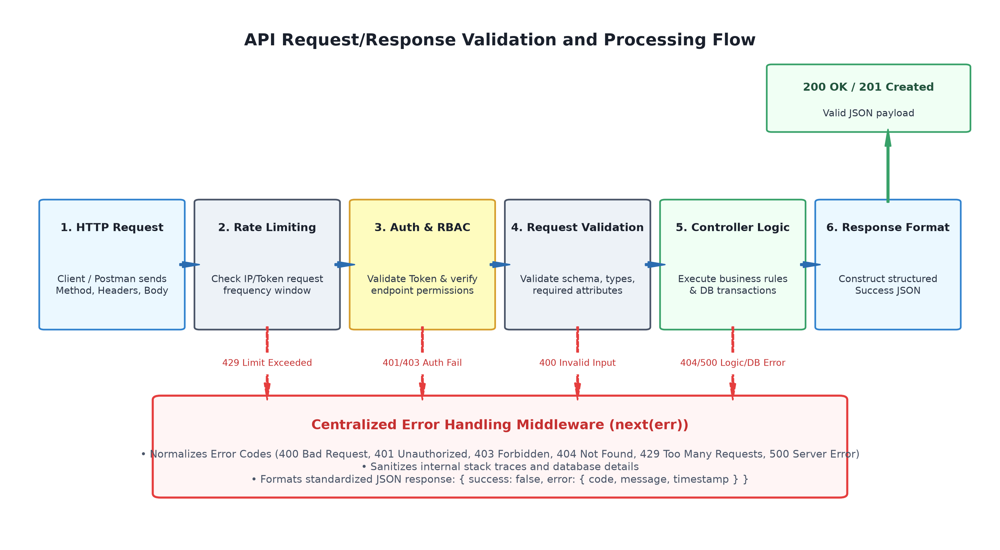 API Request/Response Validation and Processing Flow
200 OK / 201 Created
Valid JSON payload
1. HTTP Request
Client / Postman sends
Method, Headers, Body
2. Rate Limiting
Check IP/Token request
frequency window
3. Auth & RBAC
Validate Token & verify
endpoint permissions
4. Request Validation
Validate schema, types,
required attributes
5. Controller Logic
Execute business rules
& DB transactions
6. Response Format
Construct structured
Success JSON
429 Limit Exceeded
401/403 Auth Fail
400 Invalid Input
404/500 Logic/DB Error
Centralized Error Handling Middleware (next(err))
• Normalizes Error Codes (400 Bad Request, 401 Unauthorized, 403 Forbidden, 404 Not Found, 429 Too Many Requests, 500 Server Error)
• Sanitizes internal stack traces and database details
• Formats standardized JSON response: { success: false, error: { code, message, timestamp } }